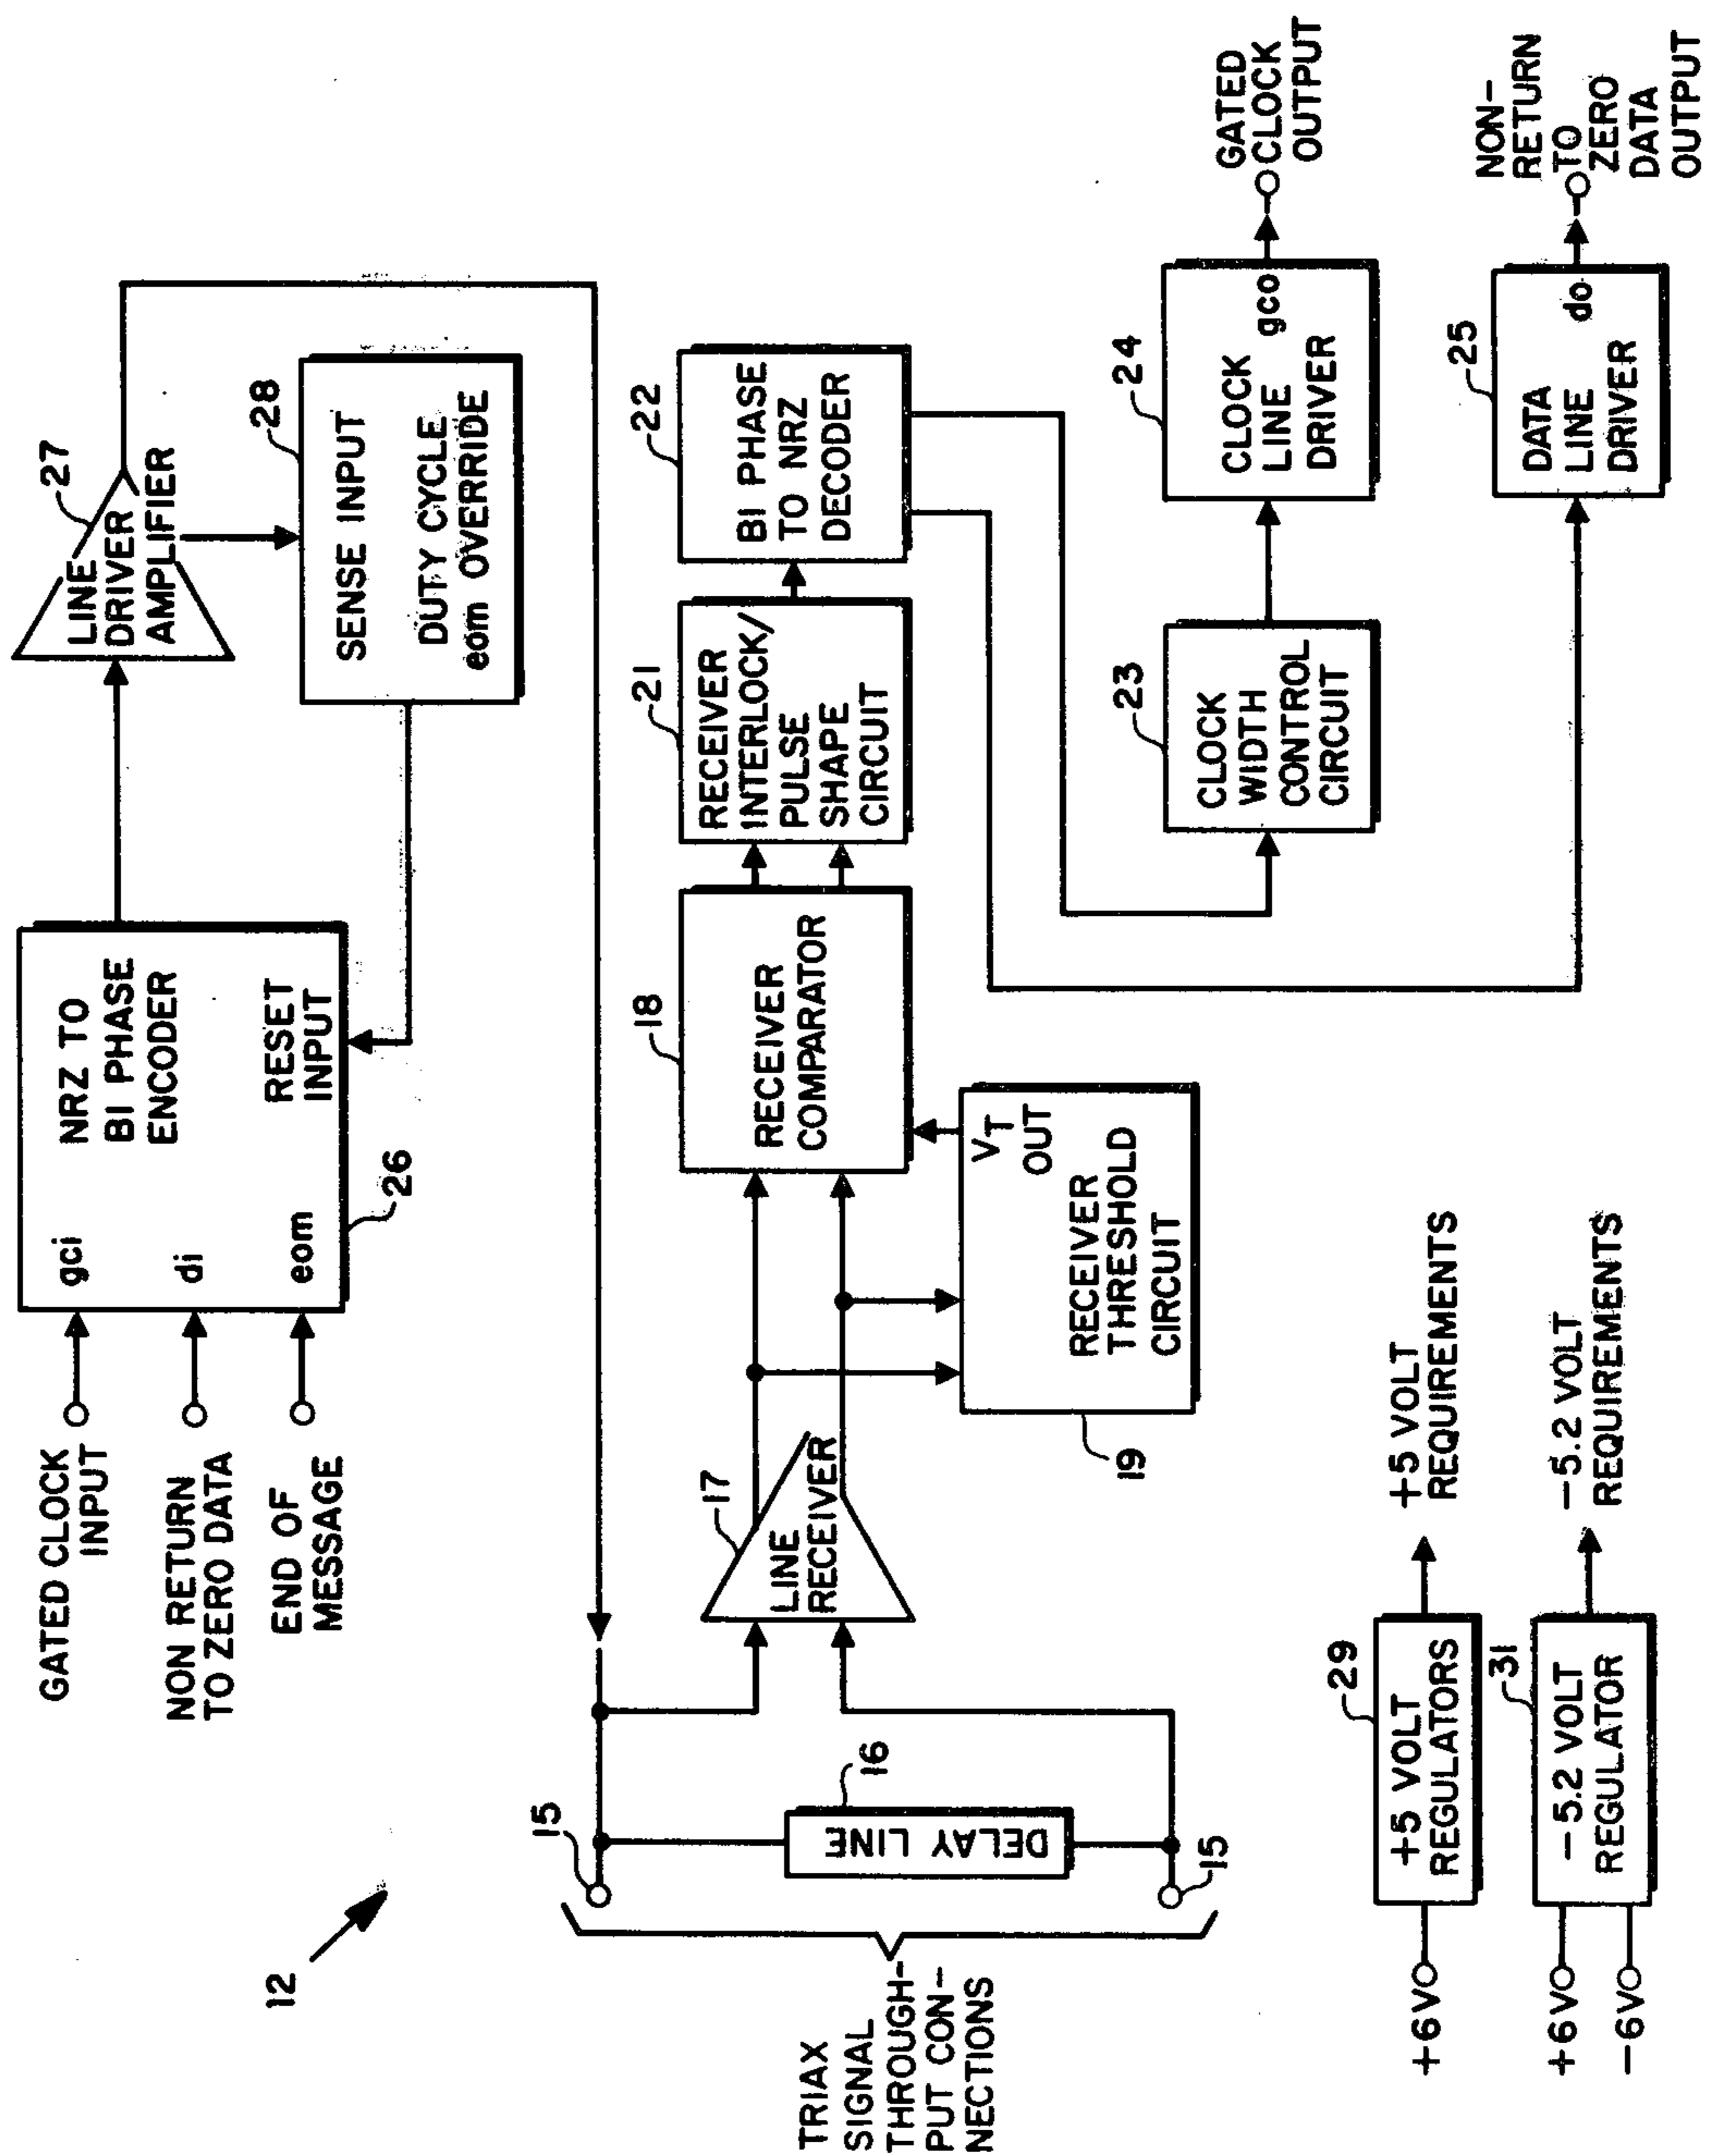 GATED CLOCK
INPUT
NON RETURN
TO ZERO DATA
END OF
MESSAGE
gci
di
eom
NRZ TO
BI PHASE
ENCODER
RESET
INPUT
26
LINE
DRIVER
AMPLIFIER
27
28
SENSE INPUT
DUTY CYCLE
eom OVERRIDE
12
TRIAX
SIGNAL
THROUGH-
PUT CON-
NECTIONS
15
15
DELAY LINE
16
LINE
RECEIVER
17
RECEIVER
COMPARATOR
18
VT
OUT
RECEIVER
THRESHOLD
CIRCUIT
19
RECEIVER
INTERLOCK/
PULSE
SHAPE
CIRCUIT
21
BI PHASE
TO NRZ
DECODER
22
23
CLOCK
WIDTH
CONTROL
CIRCUIT
24
CLOCK
LINE gco
DRIVER
GATED
CLOCK
OUTPUT
25
DATA
LINE do
DRIVER
NON-
RETURN
TO
ZERO
DATA
OUTPUT
+6V
29
+5 VOLT
REGULATORS
+5 VOLT
REQUIREMENTS
+6V
-6V
31
-5.2 VOLT
REGULATOR
-5.2 VOLT
REQUIREMENTS